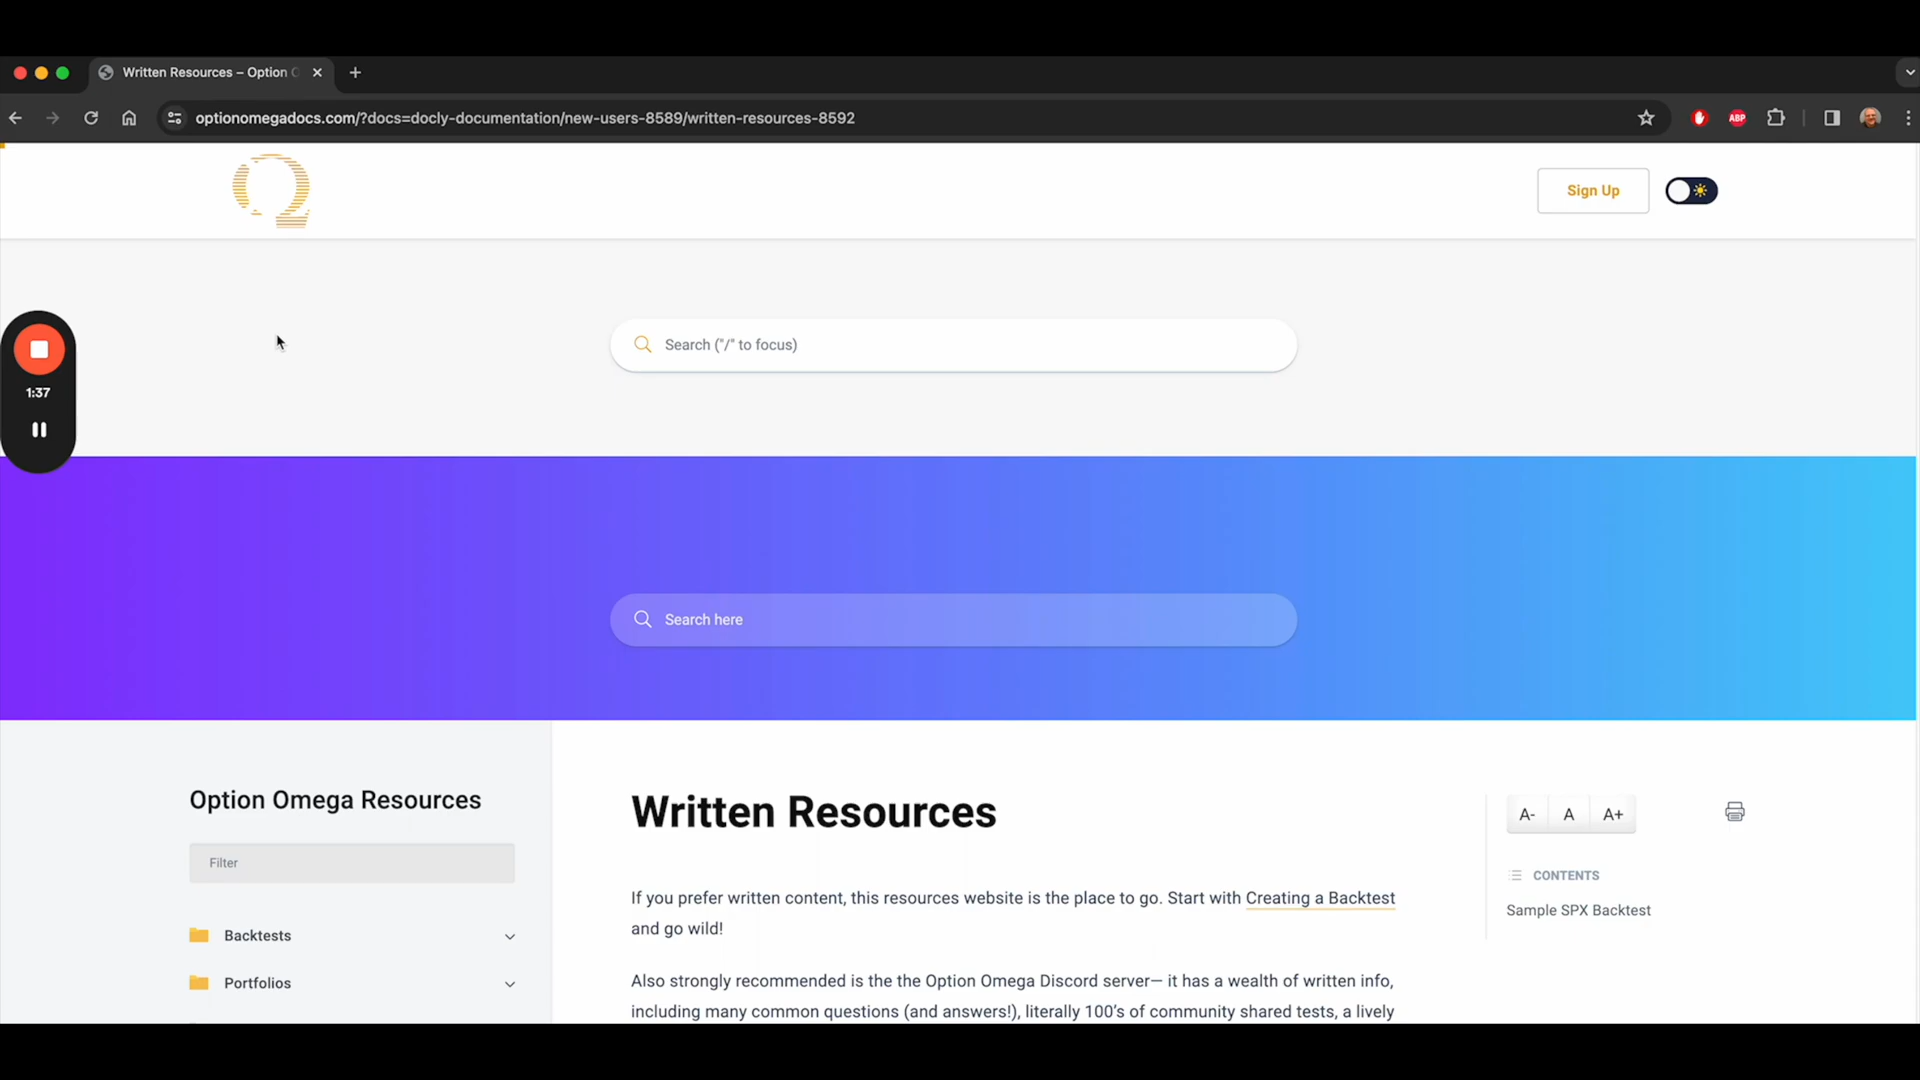 Written Resources – Option
optionomegadocs.com/?docs=docly-documentation/new-users-8589/written-resources-8592
ABP
Sign Up
Search ("/" to focus)
1:37
Search here
Option Omega Resources
Filter
Backtests
Portfolios
Written Resources
If you prefer written content, this resources website is the place to go. Start with Creating a Backtest
and go wild!
Also strongly recommended is the the Option Omega Discord server— it has a wealth of written info,
including many common questions (and answers!), literally 100's of community shared tests, a lively
A- A A+
CONTENTS
Sample SPX Backtest